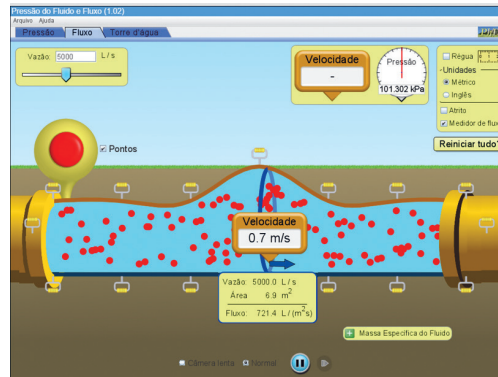 Pressão do Fluido e Fluxo (1.02)
Arquivo Ajuda
Pressão Fluxo Torre d'água
Vazão: 5000 L / s
Velocidade
-
Pressão
101.302 kPa
Régua
Unidades
Métrico
Inglês
Atrito
Medidor de flux
Reiniciar tudo
Pontos
Velocidade
0.7 m/s
Vazão: 5000.0 L / s
Área 6.9 m²
Fluxo: 721.4 L / (m²s)
Massa Específica do Fluido
Câmera lenta Normal